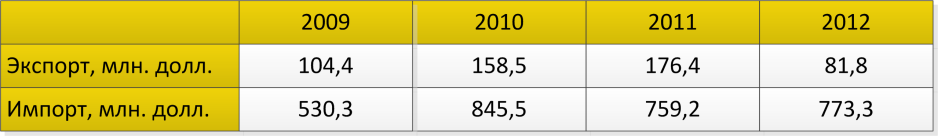 2009 2010 2011 2012
Экспорт, млн. долл. 104,4 158,5 176,4 81,8
Импорт, млн. долл. 530,3 845,5 759,2 773,3